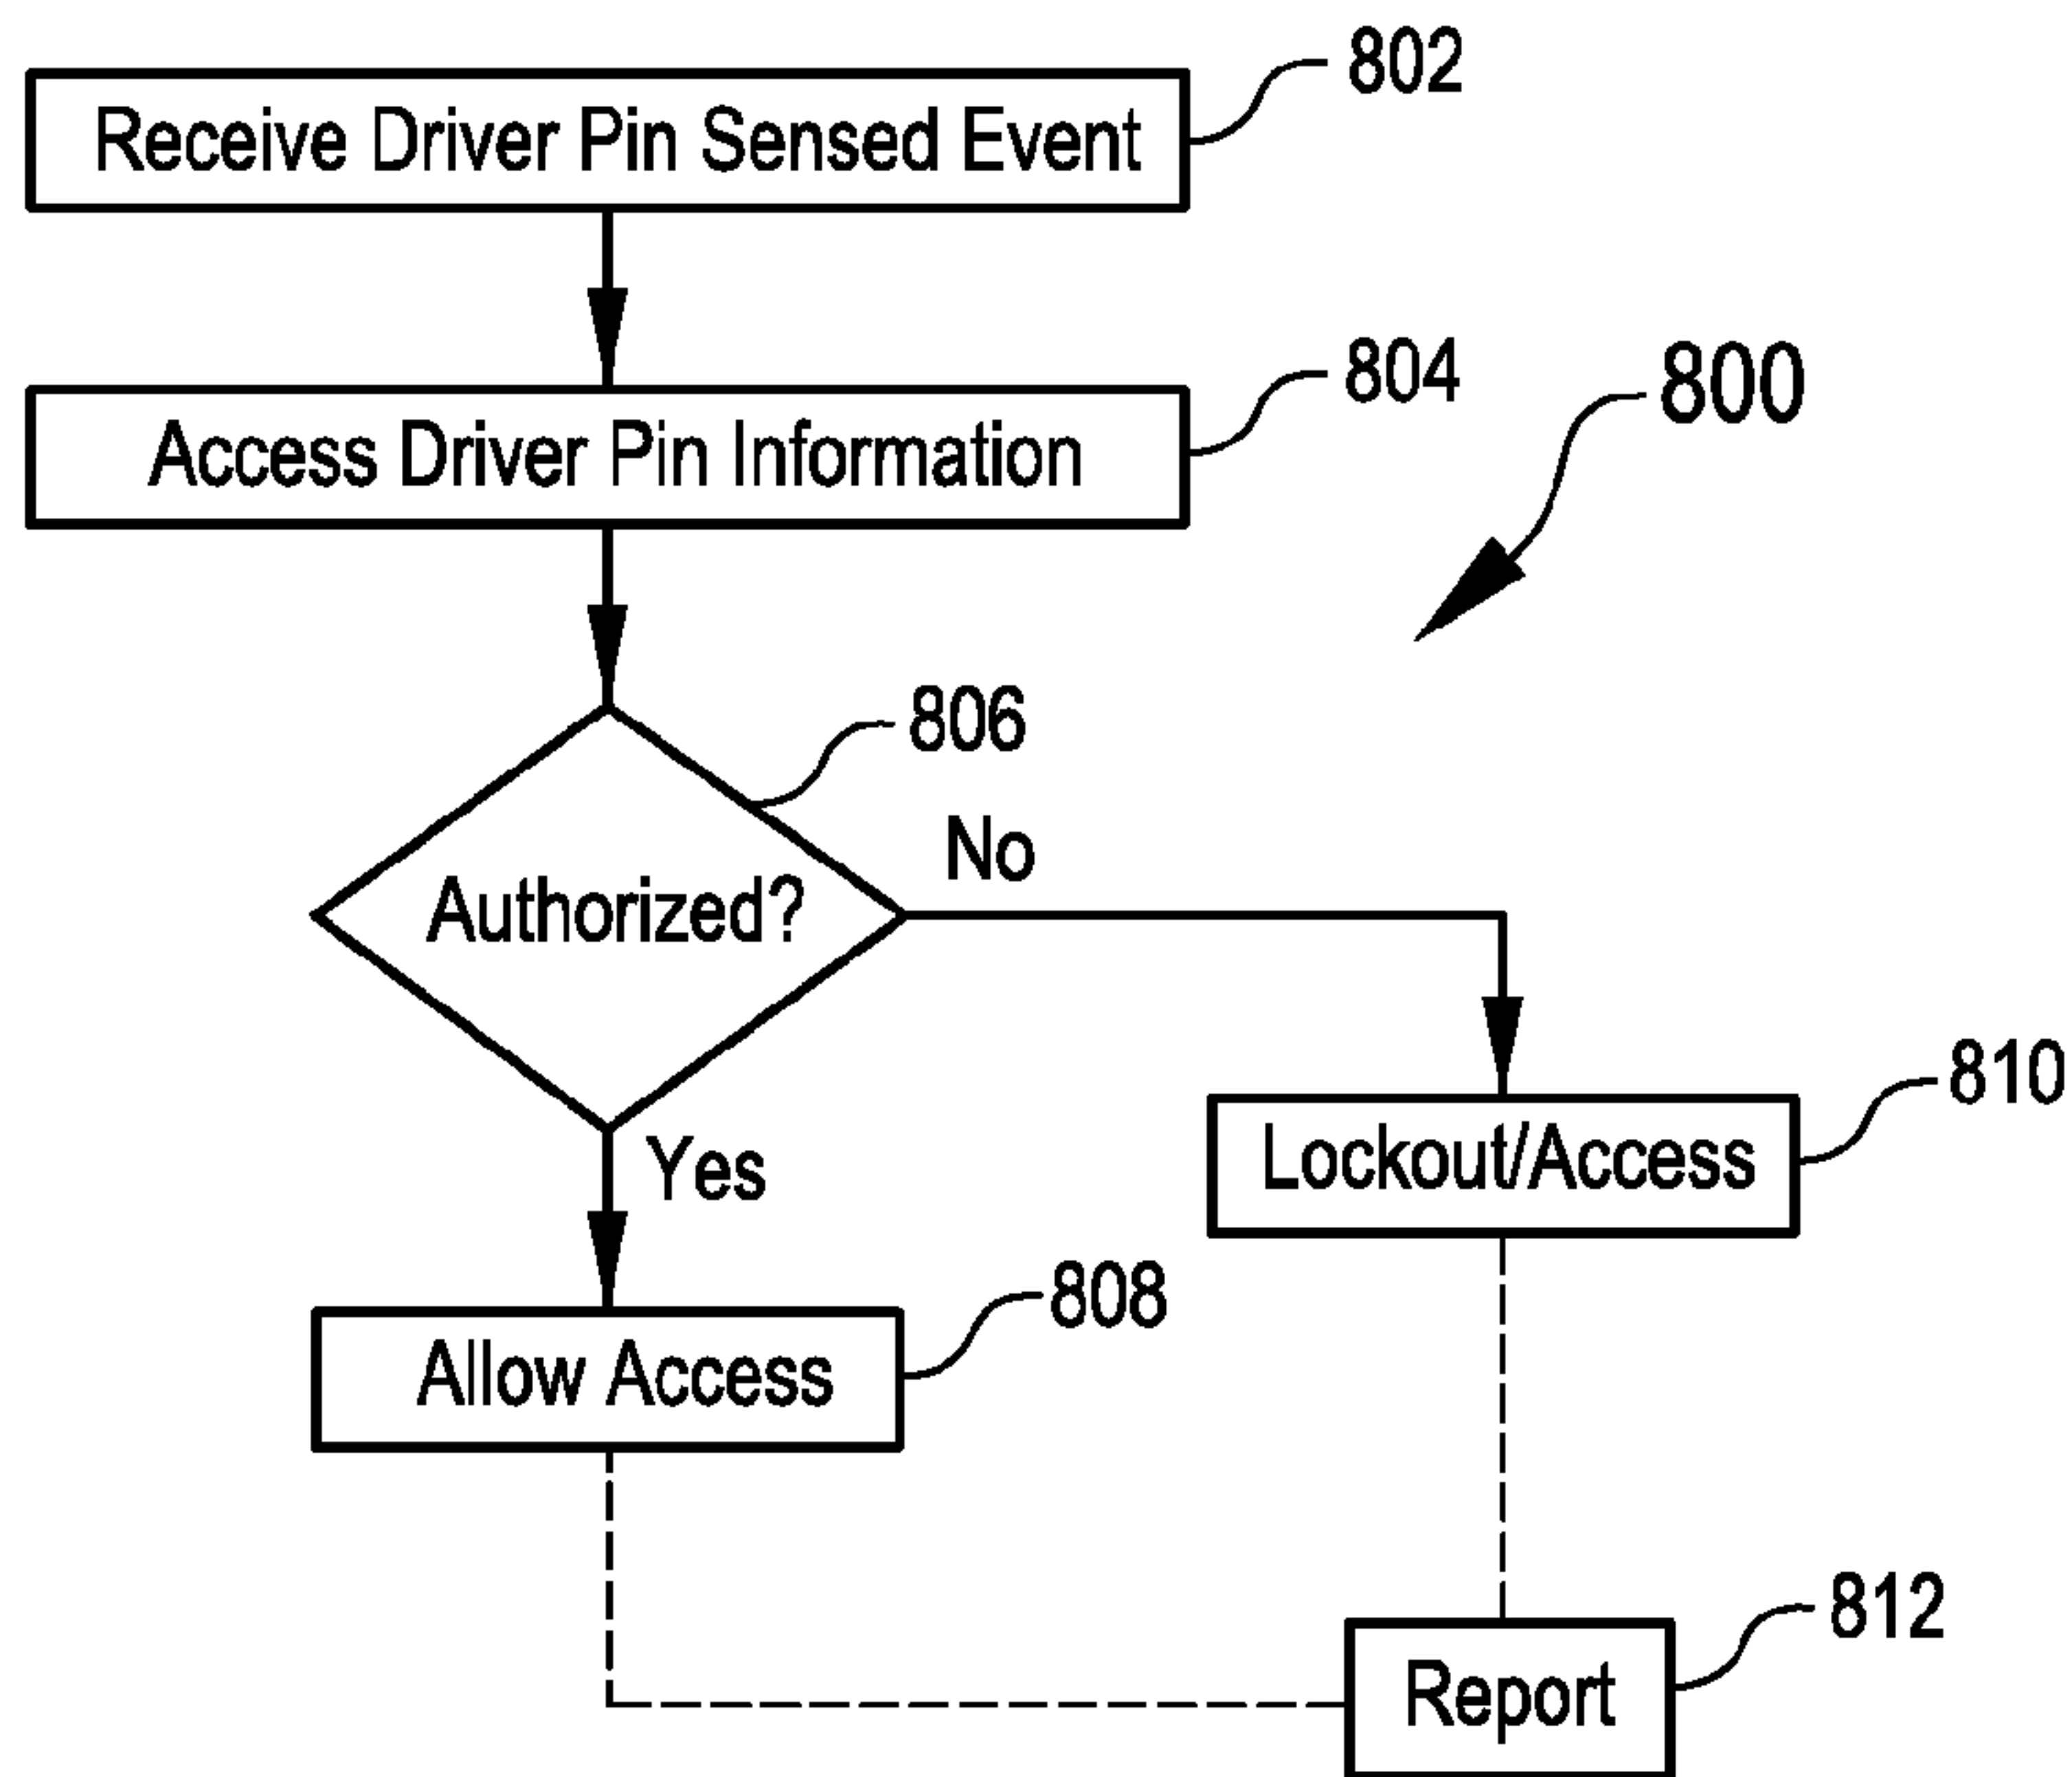 802
Receive Driver Pin Sensed Event
804
Access Driver Pin Information
800
806
Authorized?
No
Yes
810
Lockout/Access
808
Allow Access
812
Report